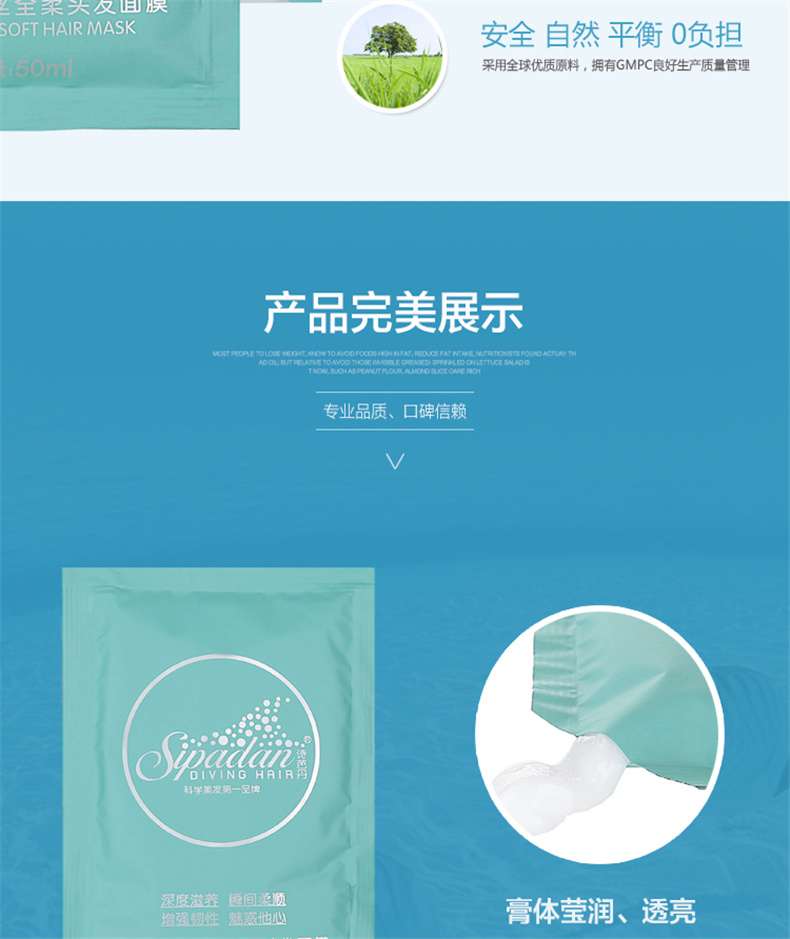 丝至柔头发面膜
SOFT HAIR MASK
50ml
安全 自然 平衡 0负担
采用全球优质原料，拥有GMPC良好生产质量管理
产品完美展示
MOST PEOPLE TO LOSE WEIGHT, KNOW TO AVOID FOODS HIGH IN FAT, REDUCE FAT INTAKE, NUTRITIONISTS FOUND ACTUAY TH
AD OIL; BUT RELATIVE TO AVOID THOSE INVISIBLE GREASED: SPRINKLED ON LETTUCE SALAD IS
T NOW, SUCH AS PEANUT FLOUR, ALMOND SLICE OARE RICH
专业品质、口碑信赖
Sipadan®
诗芭丹
DIVING HAIR
科学美发第一品牌
深度滋养 瞬间柔顺
增强韧性 魅惑他心
膏体莹润、透亮